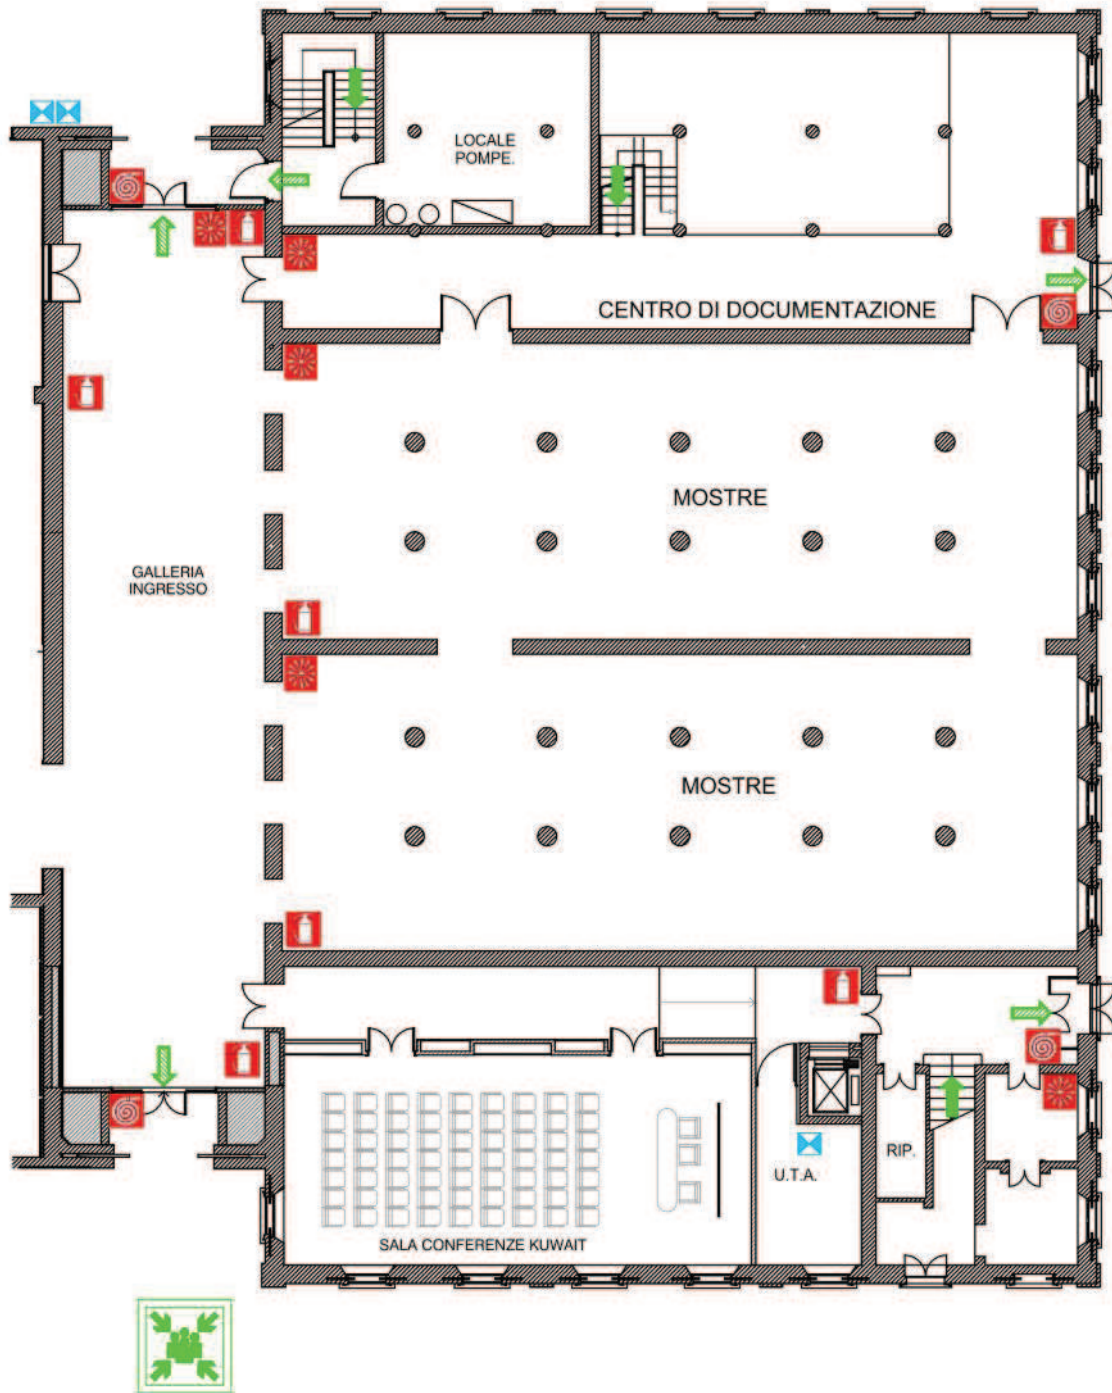 LOCALE
POMPE.
CENTRO DI DOCUMENTAZIONE
MOSTRE
GALLERIA
INGRESSO
MOSTRE
RIP.
U.T.A.
SALA CONFERENZE KUWAIT